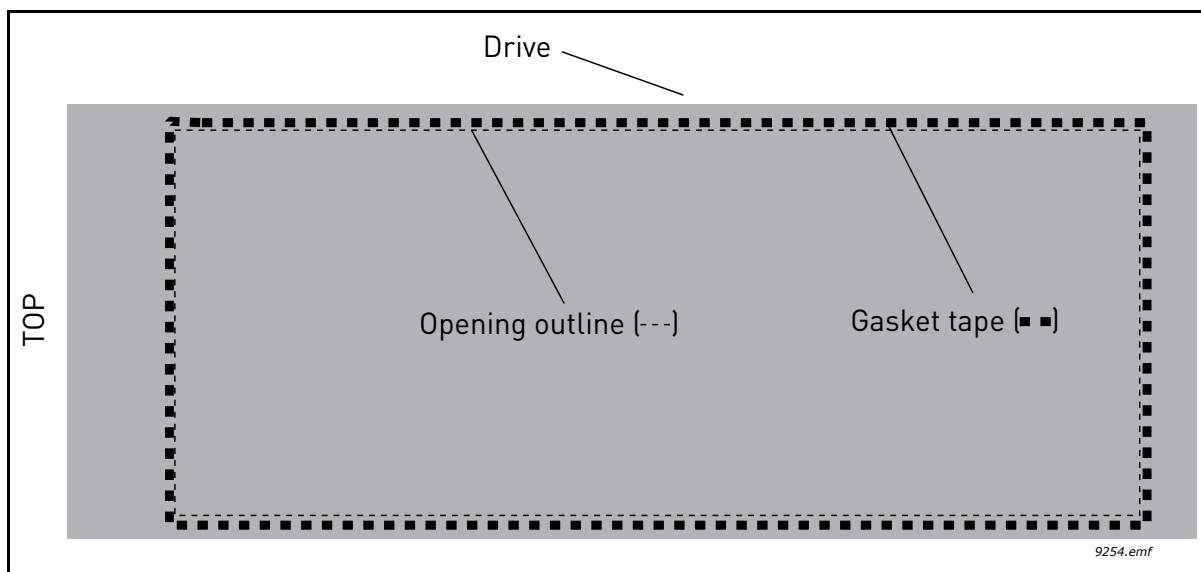 Drive
TOP
Opening outline (---)
Gasket tape (▪ ▪)
9254.emf